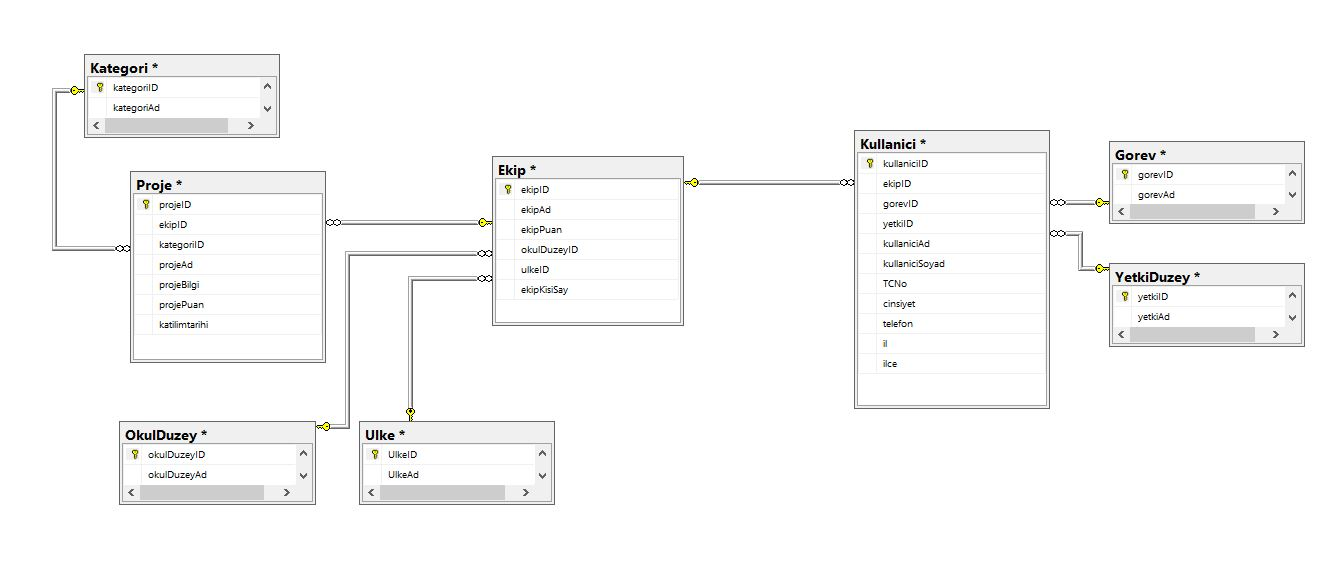 Kategori *
kategoriID
kategoriAd
Proje *
projeID
ekipID
kategoriID
projeAd
projeBilgi
projePuan
katilimtarihi
Ekip *
ekipID
ekipAd
ekipPuan
okulDuzeyID
ulkeID
ekipKisiSay
Kullanici *
kullaniciID
ekipID
gorevID
yetkiID
kullaniciAd
kullaniciSoyad
TCNo
cinsiyet
telefon
il
ilce
Gorev *
gorevID
gorevAd
YetkiDuzey *
yetkiID
yetkiAd
OkulDuzey *
okulDuzeyID
okulDuzeyAd
Ulke *
UlkeID
UlkeAd